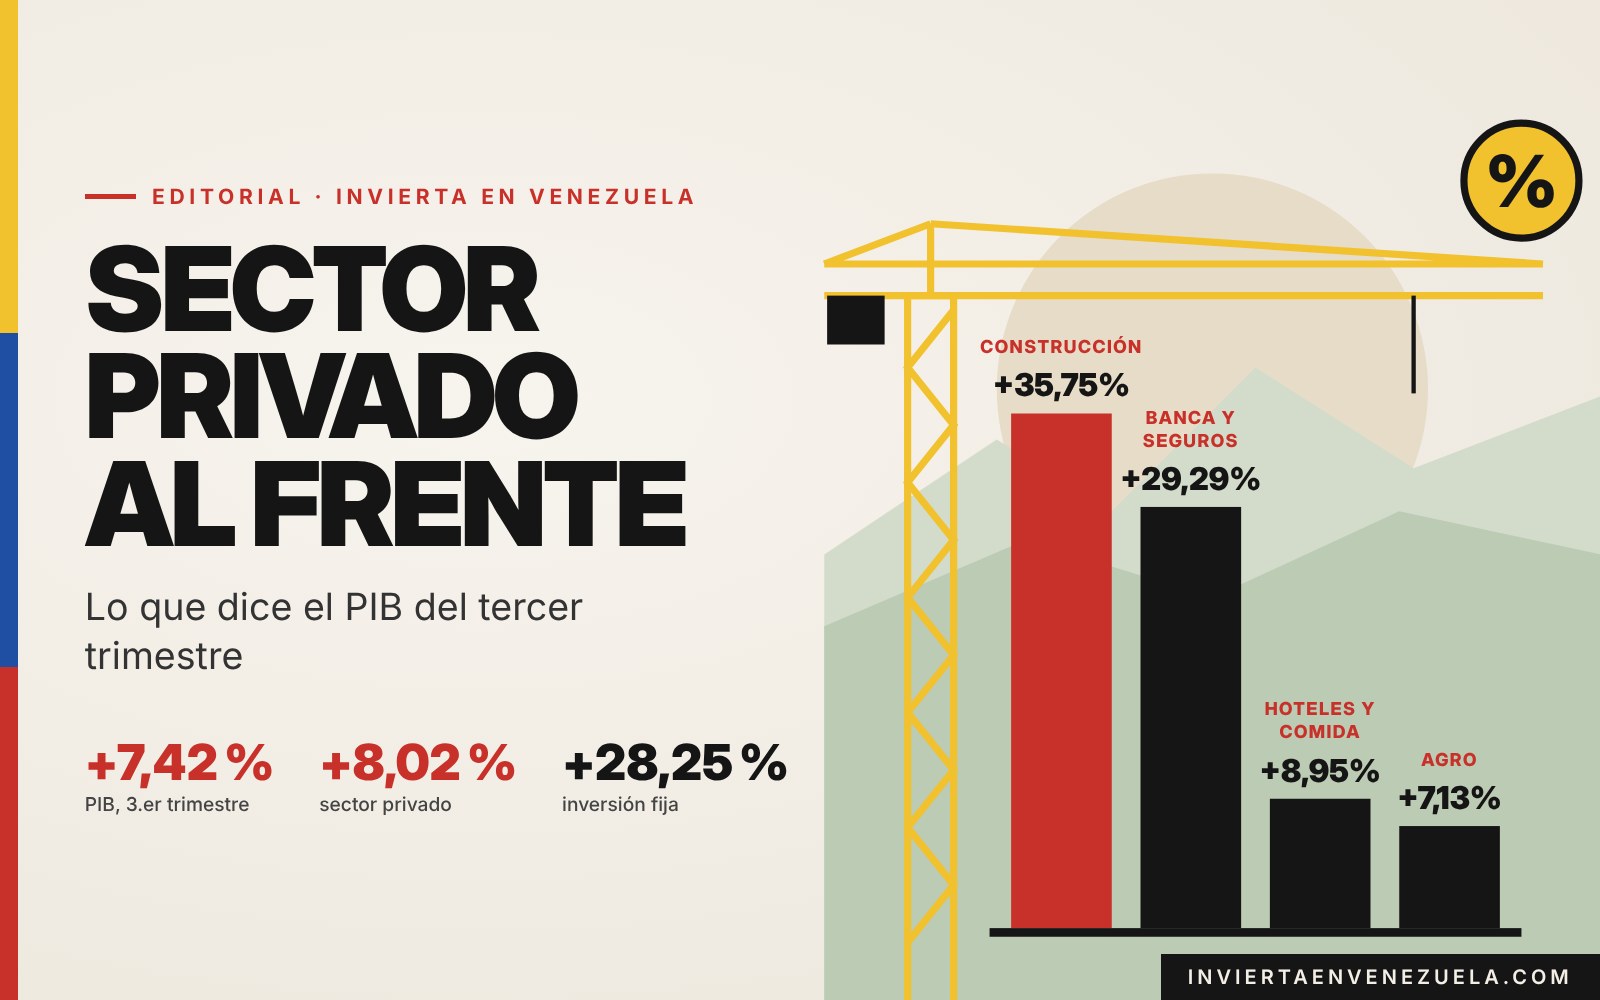 EDITORIAL · INVIERTA EN VENEZUELA
SECTOR
PRIVADO
AL FRENTE
Lo que dice el PIB del tercer
trimestre
+7,42 %
PIB, 3.er trimestre
+8,02 %
sector privado
+28,25 %
inversión fija
%
CONSTRUCCIÓN
+35,75%
BANCA Y
SEGUROS
+29,29%
HOTELES Y
COMIDA
+8,95%
AGRO
+7,13%
INVIERTAENVENEZUELA.COM